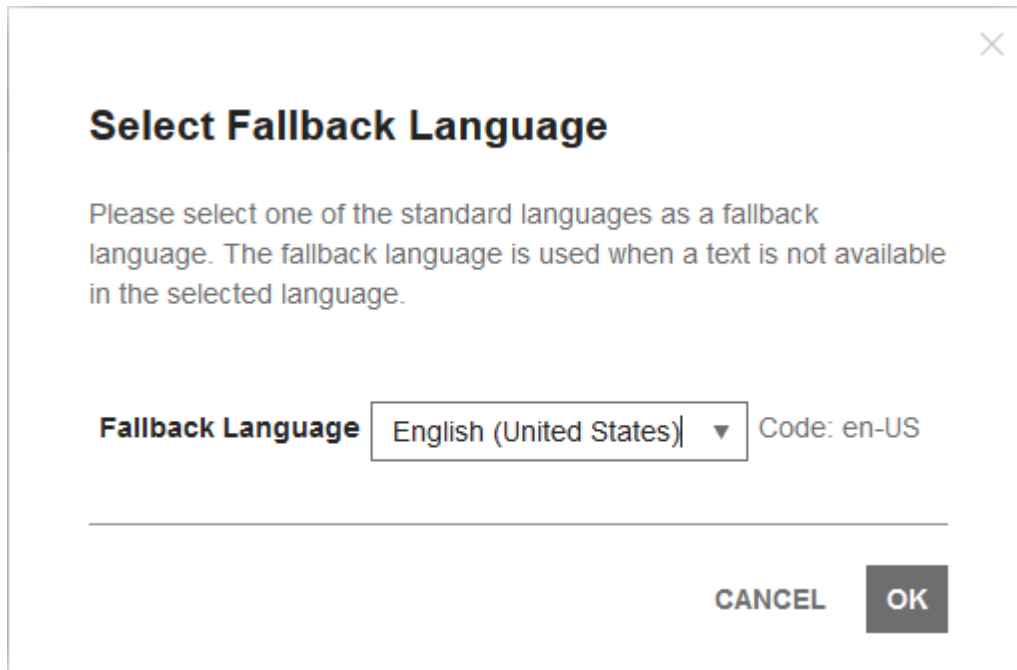 Select Fallback Language
Please select one of the standard languages as a fallback
language. The fallback language is used when a text is not available
in the selected language.
Fallback Language English (United States) Code: en-US
CANCEL OK